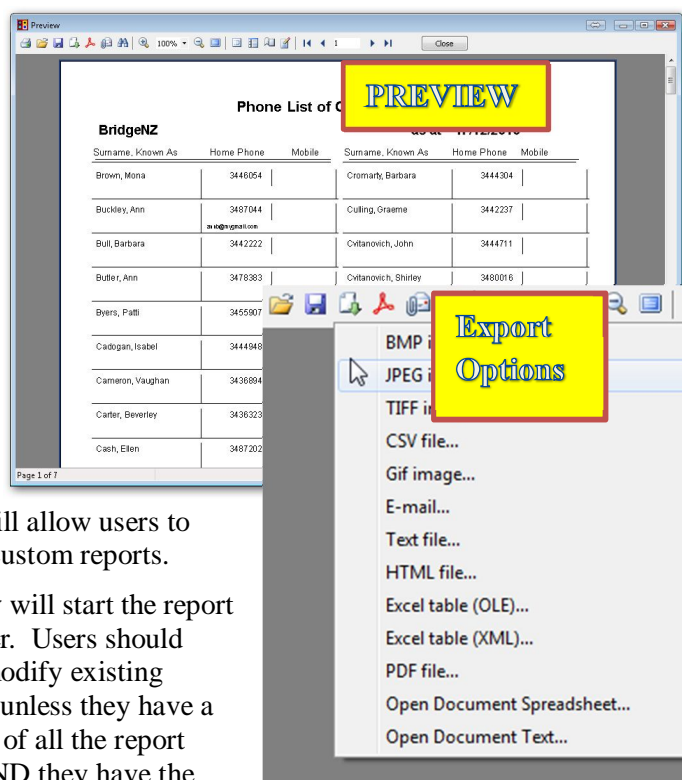 Preview
100%
1
Close
PREVIEW
Phone List of
BridgeNZ
as at
Surname, Known As Home Phone Mobile Surname, Known As Home Phone Mobile
Brown, Mona 3446054 Cromarty, Barbara 3444304
Buckley, Ann 3487044 Culling, Graeme 3442237
Bull, Barbara 3442222 Cvitanovich, John 3444711
Butler, Ann 3478383 Cvitanovich, Shirley 3480016
Byers, Patti 3455907
Cadogan, Isabel 3444948
Cameron, Vaughan 3436894
Carter, Beverley 3436323
Cash, Ellen 3487202
Page 1 of 7
Export
Options
BMP
JPEG
TIFF
CSV file...
Gif image...
E-mail...
Text file...
HTML file...
Excel table (OLE)...
Excel table (XML)...
PDF file...
Open Document Spreadsheet...
Open Document Text...
ill allow users to
ustom reports.
will start the report
r. Users should
odify existing
unless they have a
of all the report
ND they have the